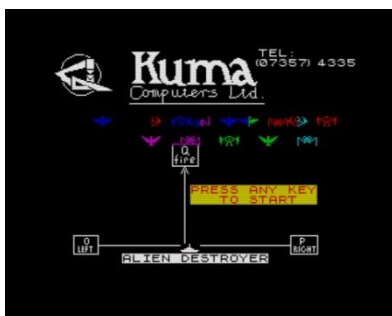 Kuma
TEL:
(07357) 4335
Computers Ltd.
Q
fire
PRESS ANY KEY
TO START
O
LEFT
P
RIGHT
ALIEN DESTROYER